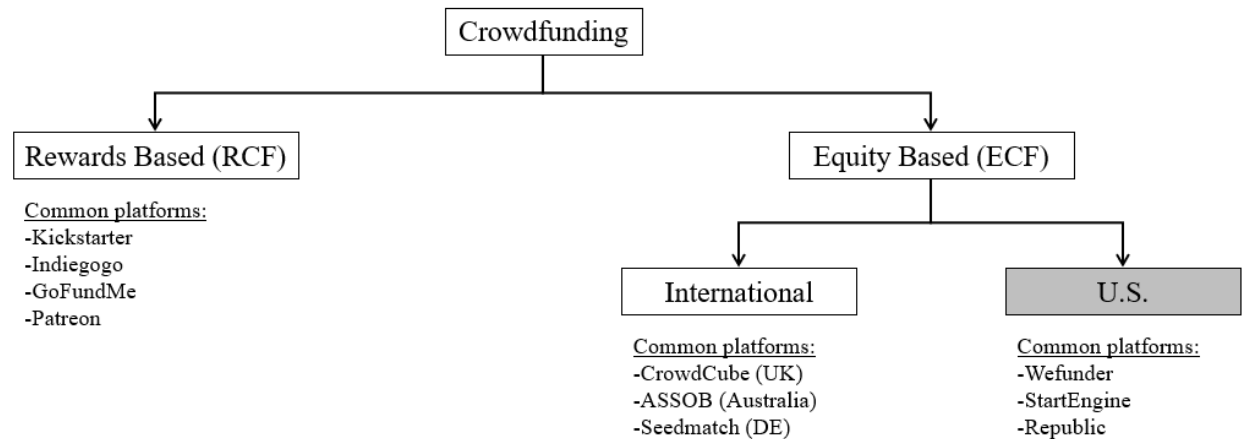 Crowdfunding
Rewards Based (RCF)
Equity Based (ECF)
Common platforms:
-Kickstarter
-Indiegogo
-GoFundMe
-Patreon
International
U.S.
Common platforms:
-CrowdCube (UK)
-ASSOB (Australia)
-Seedmatch (DE)
Common platforms:
-Wefunder
-StartEngine
-Republic